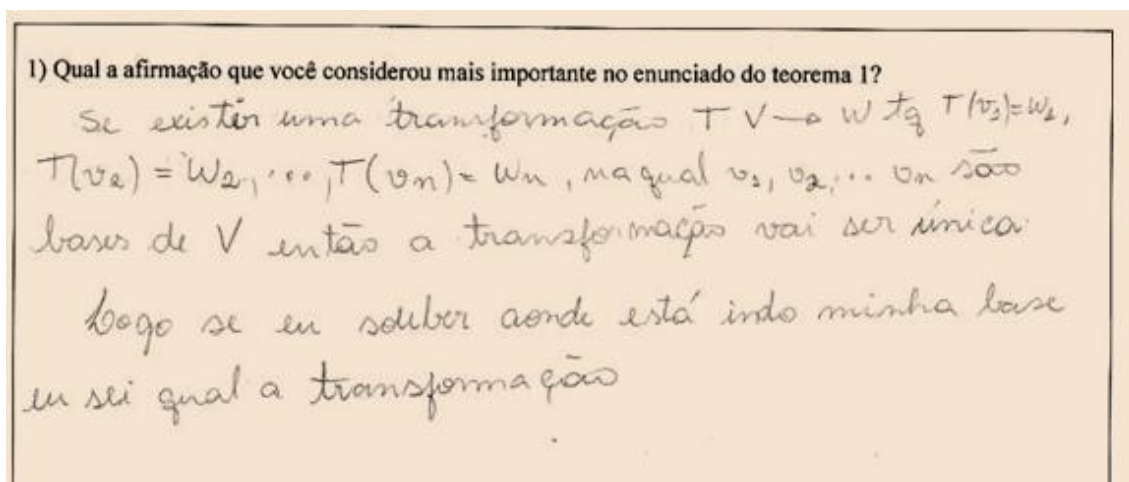 1) Qual a afirmação que você considerou mais importante no enunciado do teorema 1?
Se existir uma transformação T V→ W tq T(v₁)=w₁,
T(v₂) = W₂, ..., T(vn) = Wn, na qual v₁, v₂, ... vn são
bases de V então a transformação vai ser única
Logo se eu souber aonde está indo minha base
eu sei qual a transformação